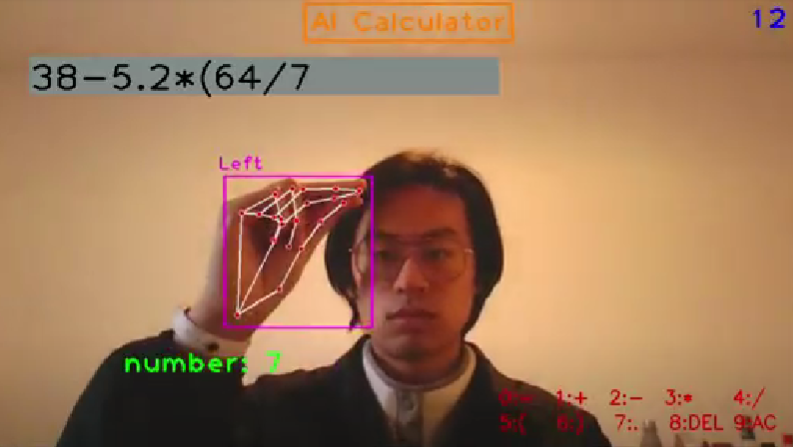 AI Calculator
12
38-5.2*(64/7
Left
number: 7
0:= 1:+ 2:- 3:* 4:/
5:( 6:) 7:. 8:DEL 9:AC